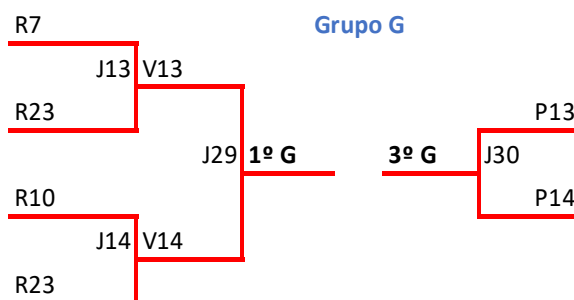 R7
Grupo G
J13 V13
R23
P13
J29 1º G
3º G
J30
R10
P14
J14 V14
R23